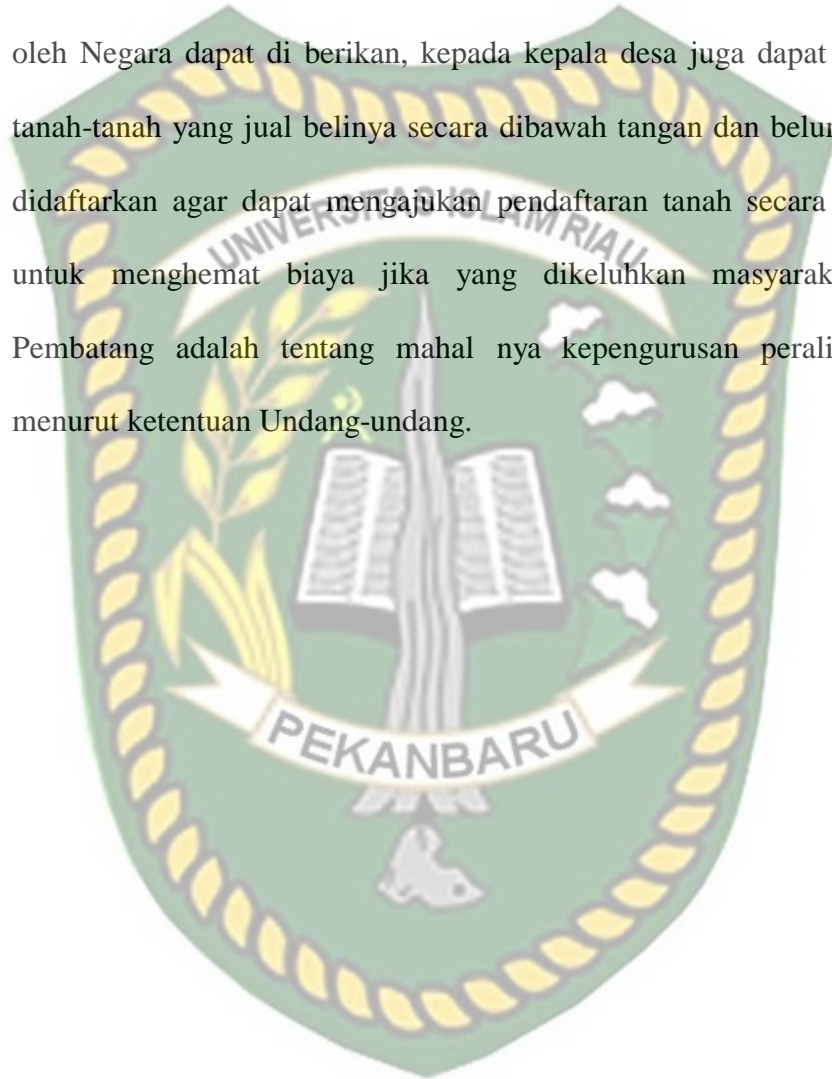 oleh Negara dapat di berikan, kepada kepala desa juga dapat
tanah-tanah yang jual belinya secara dibawah tangan dan belum
didaftarkan agar dapat mengajukan pendaftaran tanah secara
UNIVERSITAS ISLAM RIAU
untuk menghemat biaya jika yang dikeluhkan masyarak
Pembatang adalah tentang mahal nya kepengurusan perali
menurut ketentuan Undang-undang.
PEKANBARU